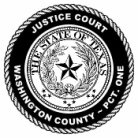 JUSTICE COURT
THE STATE OF TEXAS
WASHINGTON COUNTY - PCT. ONE